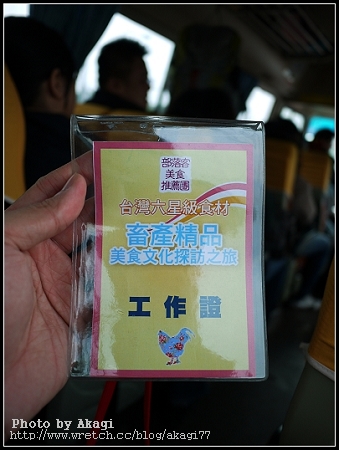 部落客
美食
推薦團
台灣六星級食材
畜產精品
美食文化探訪之旅
工作證
Photo by Akagi
http://www.wretch.cc/blog/akagi77